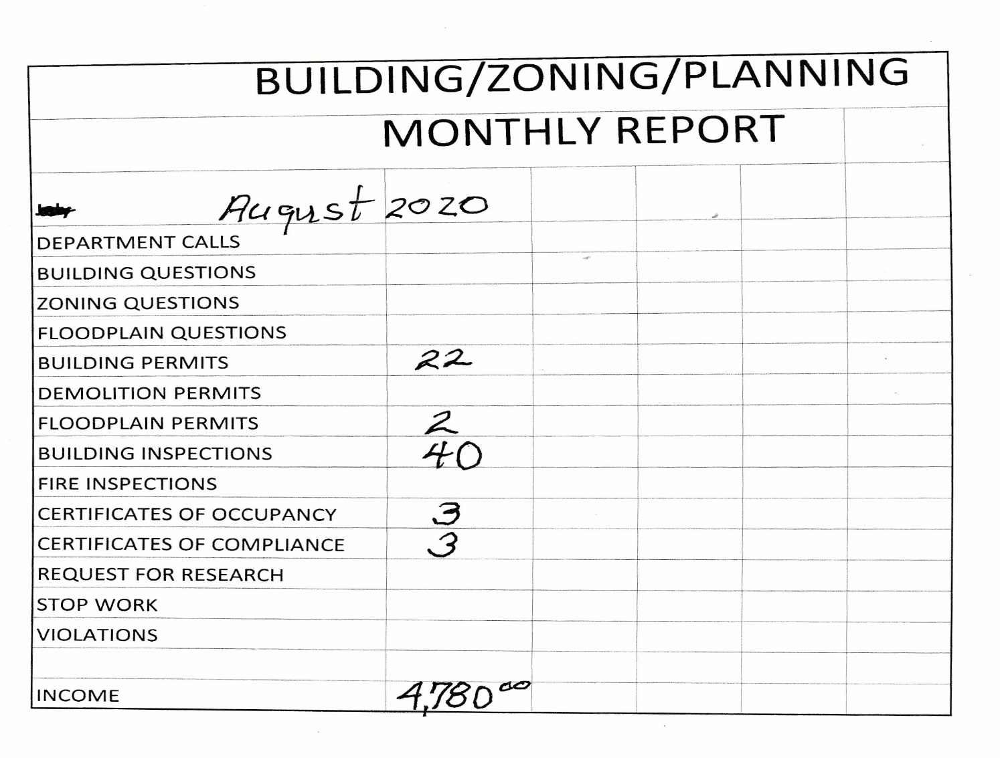 BUILDING/ZONING/PLANNING
MONTHLY REPORT
August 2020
DEPARTMENT CALLS
BUILDING QUESTIONS
ZONING QUESTIONS
FLOODPLAIN QUESTIONS
BUILDING PERMITS 22
DEMOLITION PERMITS
FLOODPLAIN PERMITS 2
BUILDING INSPECTIONS 40
FIRE INSPECTIONS
CERTIFICATES OF OCCUPANCY 3
CERTIFICATES OF COMPLIANCE 3
REQUEST FOR RESEARCH
STOP WORK
VIOLATIONS
INCOME 4,780 00